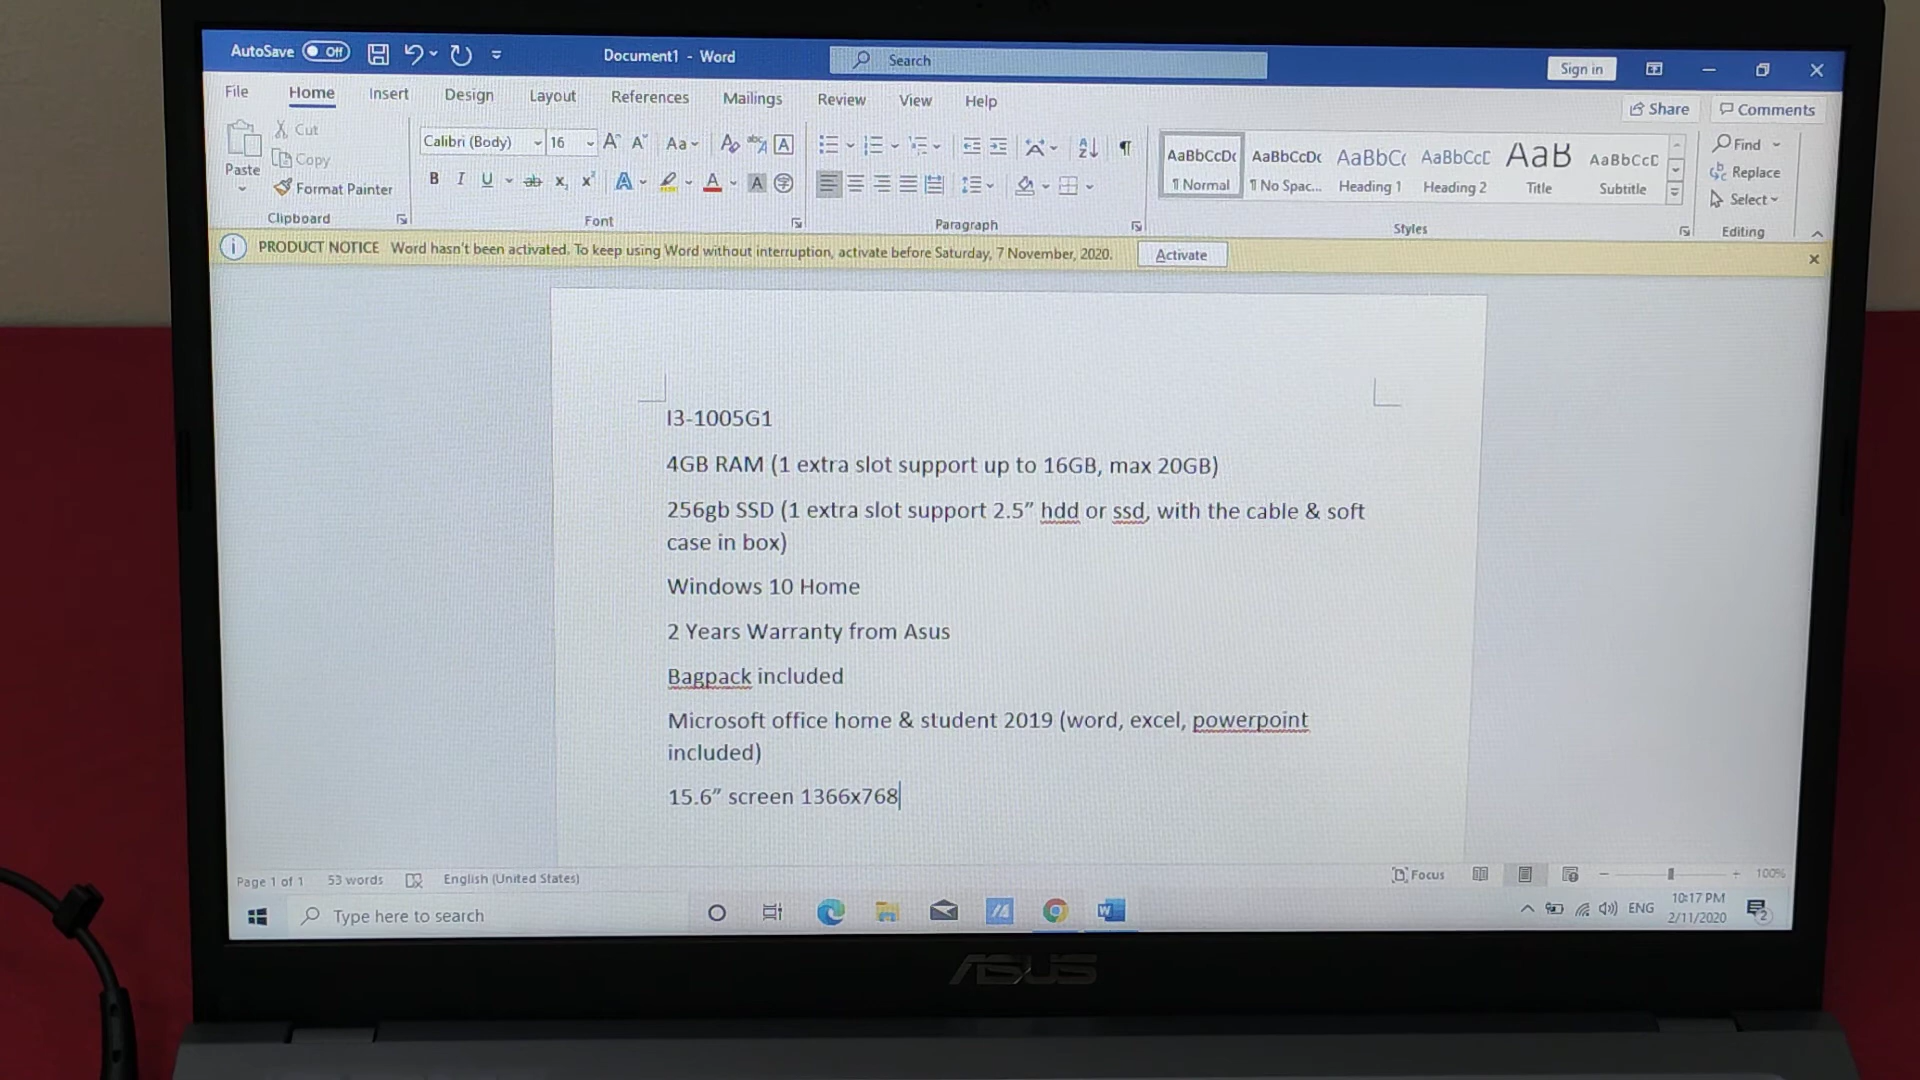 AutoSave Off Document1 - Word Search Sign in
File Home Insert Design Layout References Mailings Review View Help Share Comments
Paste Cut Copy Format Painter
Clipboard
Calibri (Body) 16 Aa
B I U ab x₂ x² A A A
Font
Paragraph
AaBbCcDc AaBbCcDc AaBbCc AaBbCcD AaB AaBbCcD
¶ Normal ¶ No Spac... Heading 1 Heading 2 Title Subtitle
Styles
Find
Replace
Select
Editing
PRODUCT NOTICE Word hasn't been activated. To keep using Word without interruption, activate before Saturday, 7 November, 2020. Activate
I3-1005G1
4GB RAM (1 extra slot support up to 16GB, max 20GB)
256gb SSD (1 extra slot support 2.5” hdd or ssd, with the cable & soft
case in box)
Windows 10 Home
2 Years Warranty from Asus
Bagpack included
Microsoft office home & student 2019 (word, excel, powerpoint
included)
15.6” screen 1366x768
Page 1 of 1 53 words English (United States) Focus 100%
Type here to search ENG 10:17 PM
2/11/2020 2
ASUS